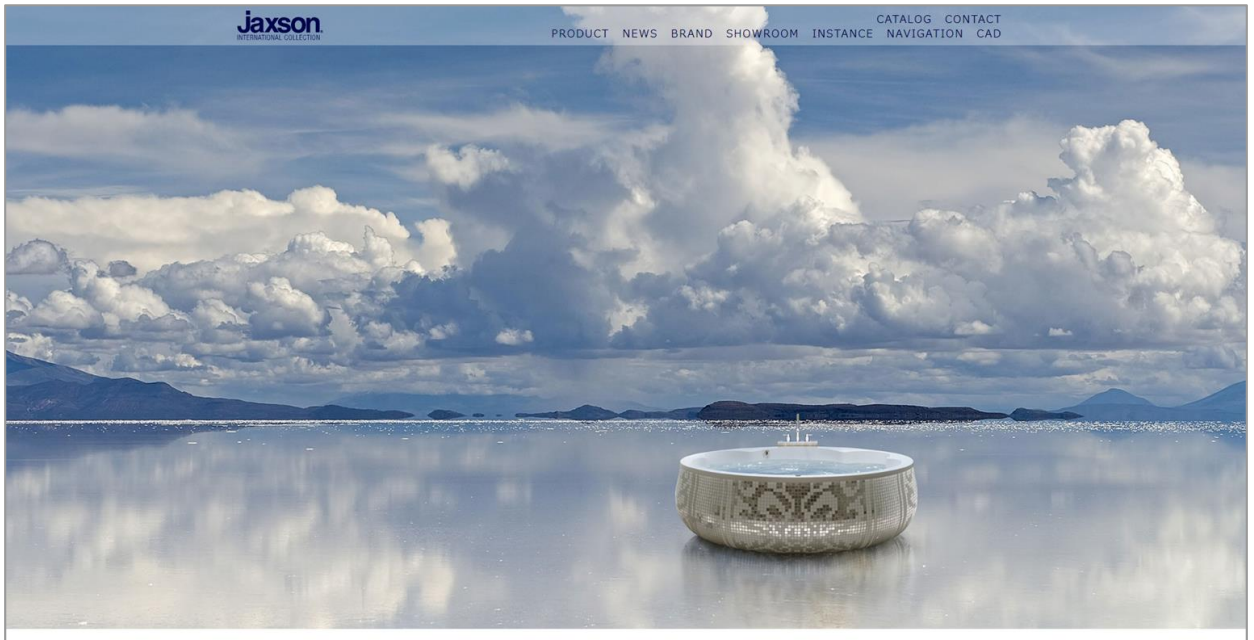 jaxson
INTERNATIONAL COLLECTION
CATALOG CONTACT
PRODUCT NEWS BRAND SHOWROOM INSTANCE NAVIGATION CAD